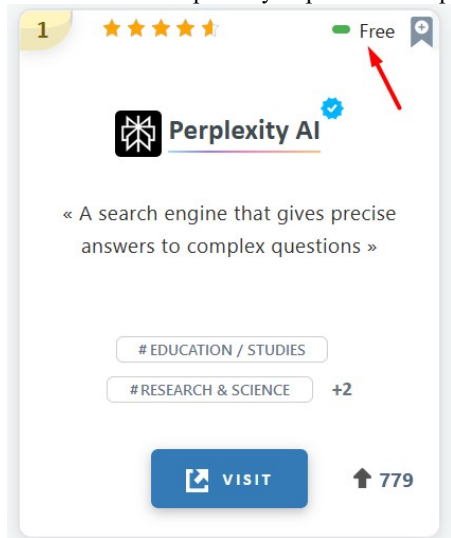 1
Free
Perplexity AI
« A search engine that gives precise
answers to complex questions »
# EDUCATION / STUDIES
# RESEARCH & SCIENCE +2
VISIT
779